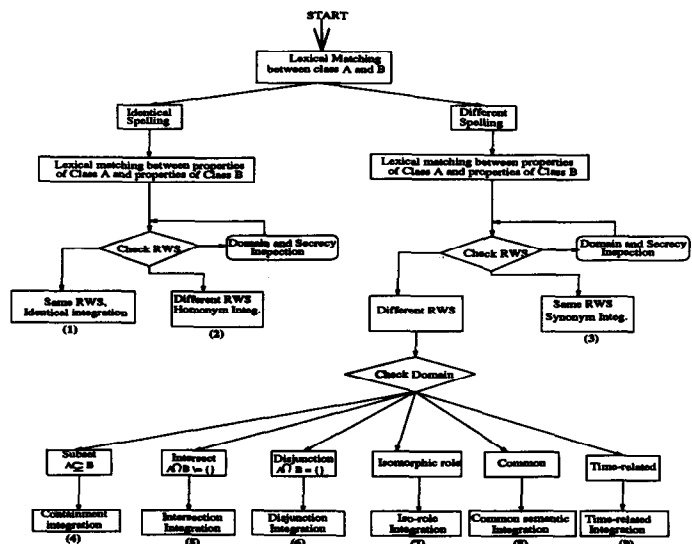 START
Lexical Matching
between class A and B
Identical
Spelling
Different
Spelling
Lexical matching between properties
of Class A and properties of Class B
Lexical matching between properties
of Class A and properties of Class B
Check RWS
Domain and Secrecy
Inspection
Check RWS
Domain and Secrecy
Inspection
Same RWS,
Identical integration
(1)
Different RWS
Homonym Integ.
(2)
Different RWS
Same RWS
Synonym Integ.
(3)
Check Domain
Subset
A⊆B
Intersect
A∩B \= {}
Disjunction
A∩B = {}
Isomorphic role
Common
Time-related
Containment
integration
(4)
Intersection
Integration
Disjunction
Integration
Iso-role
Integration
Common semantic
Integration
Time-related
Integration